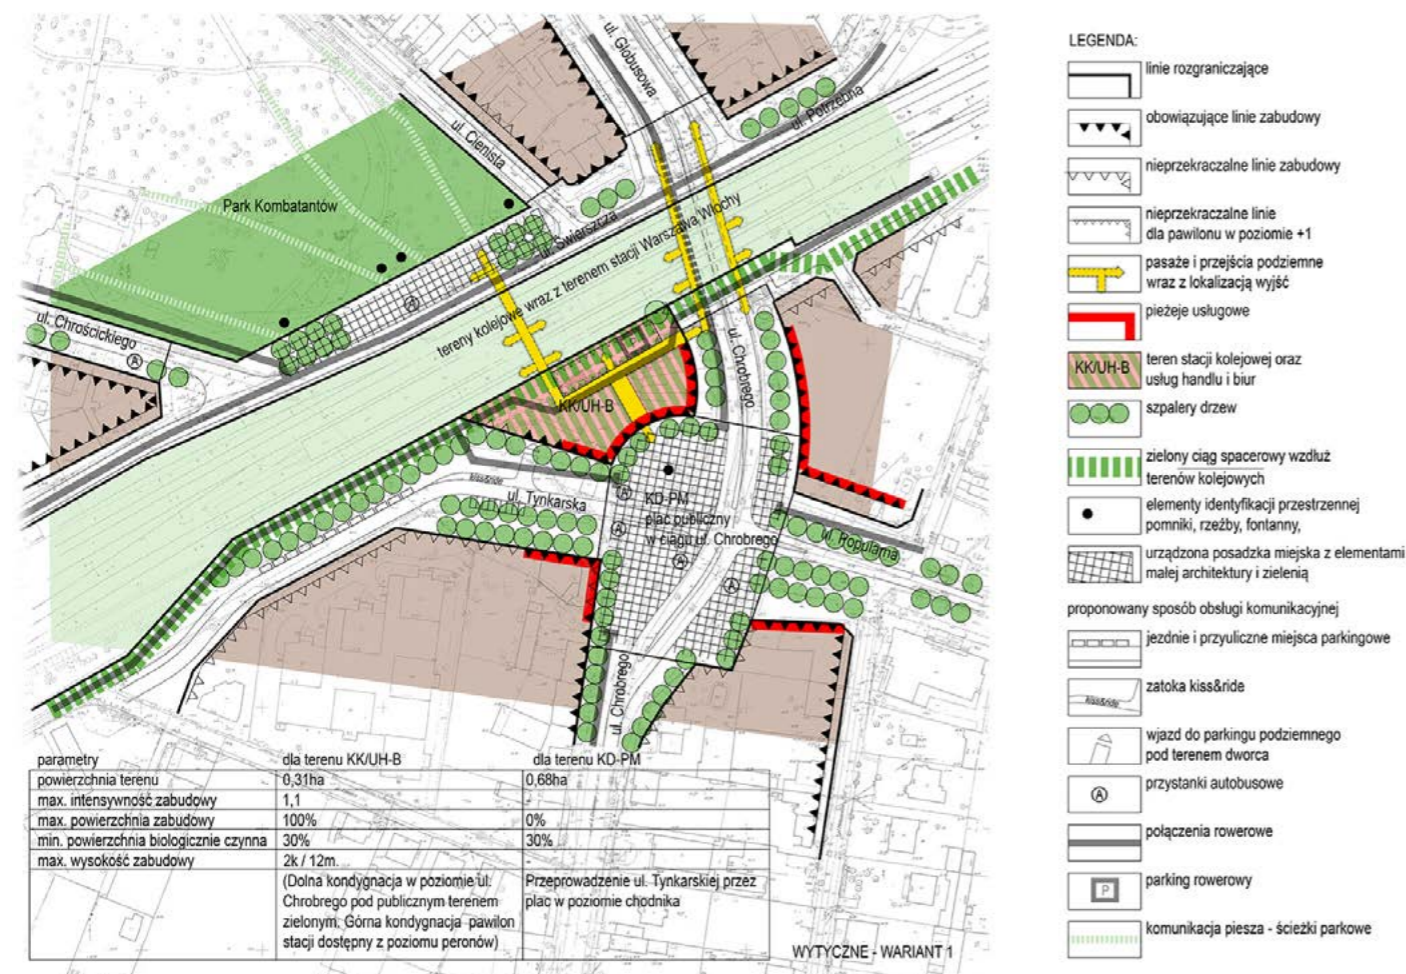 ul. Globusowa
ul. Potrzebna
ul. Cienista
Park Kombatantów
ul. Świerszcza
tereny kolejowe wraz z terenem stacji Warszawa Włochy
ul. Chrościckiego
A
A
ul. Chrobrego
P
KK/UH-B
kiss&ride
ul. Tynkarska
A
KD-PM
plac publiczny
w ciągu ul. Chrobrego
A
A
A
ul. Popularna
ul. Chrobrego
parametry dla terenu KK/UH-B dla terenu KD-PM
powierzchnia terenu 0,31ha 0,68ha
max. intensywność zabudowy 1,1 -
max. powierzchnia zabudowy 100% 0%
min. powierzchnia biologicznie czynna 30% 30%
max. wysokość zabudowy 2k / 12m. -
(Dolna kondygnacja w poziomie ul.
Chrobrego pod publicznym terenem
zielonym, Górna kondygnacja pawilon
stacji dostępny z poziomu peronów)
Przeprowadzenie ul. Tynkarskiej przez
plac w poziomie chodnika
WYTYCZNE - WARIANT 1
LEGENDA:
linie rozgraniczające
obowiązujące linie zabudowy
nieprzekraczalne linie zabudowy
nieprzekraczalne linie
dla pawilonu w poziomie +1
pasaże i przejścia podziemne
wraz z lokalizacją wyjść
pieżeje usługowe
KK/UH-B
teren stacji kolejowej oraz
usług handlu i biur
szpalery drzew
zielony ciąg spacerowy wzdłuż
terenów kolejowych
elementy identyfikacji przestrzennej
pomniki, rzeźby, fontanny,
urządzona posadzka miejska z elementami
małej architektury i zielenią
proponowany sposób obsługi komunikacyjnej
jezdnie i przyuliczne miejsca parkingowe
kiss&ride
zatoka kiss&ride
wjazd do parkingu podziemnego
pod terenem dworca
A
przystanki autobusowe
połączenia rowerowe
P
parking rowerowy
komunikacja piesza - ścieżki parkowe